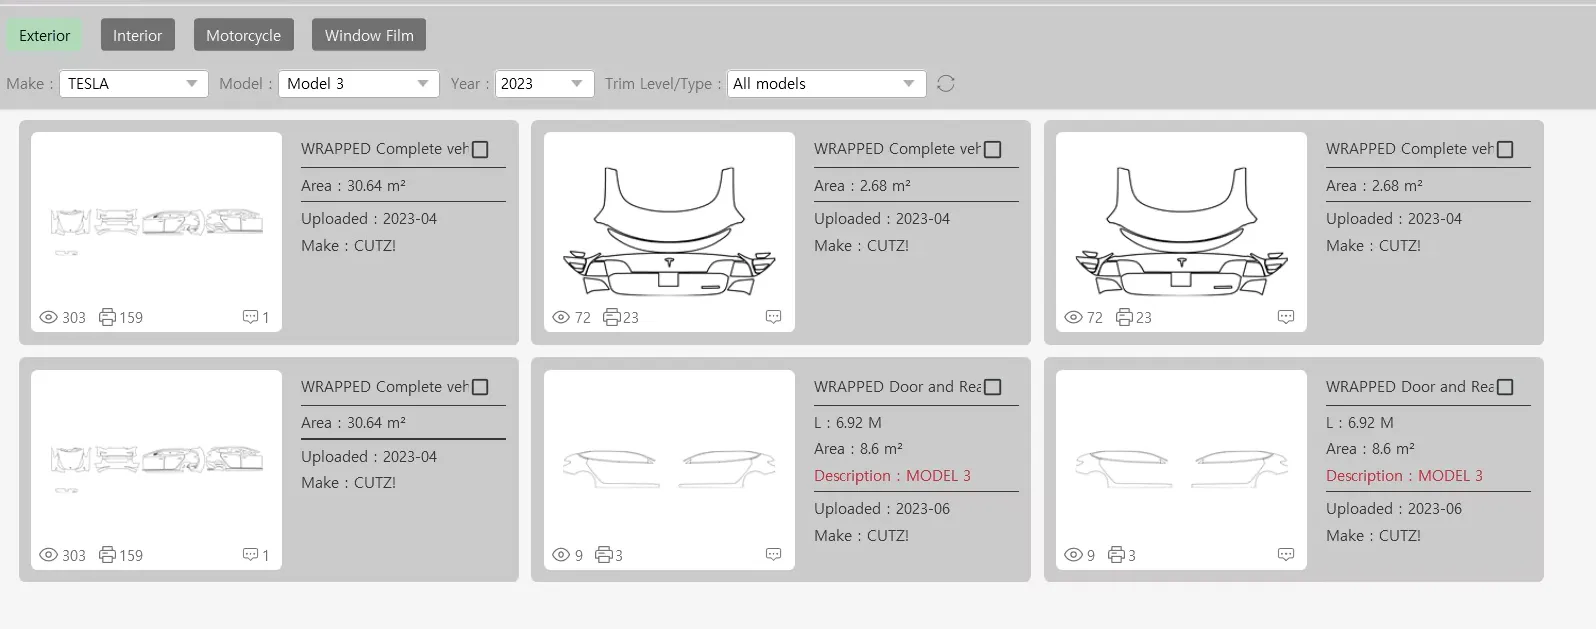 Exterior
Interior
Motorcycle
Window Film
Make : TESLA
Model : Model 3
Year : 2023
Trim Level/Type : All models
WRAPPED Complete veh
Area : 30.64 m²
Uploaded : 2023-04
Make : CUTZ!
303
159
1
WRAPPED Complete veh
Area : 2.68 m²
Uploaded : 2023-04
Make : CUTZ!
72
23
WRAPPED Complete veh
Area : 2.68 m²
Uploaded : 2023-04
Make : CUTZ!
72
23
WRAPPED Complete veh
Area : 30.64 m²
Uploaded : 2023-04
Make : CUTZ!
303
159
1
WRAPPED Door and Rea
L : 6.92 M
Area : 8.6 m²
Description : MODEL 3
Uploaded : 2023-06
Make : CUTZ!
9
3
WRAPPED Door and Rea
L : 6.92 M
Area : 8.6 m²
Description : MODEL 3
Uploaded : 2023-06
Make : CUTZ!
9
3